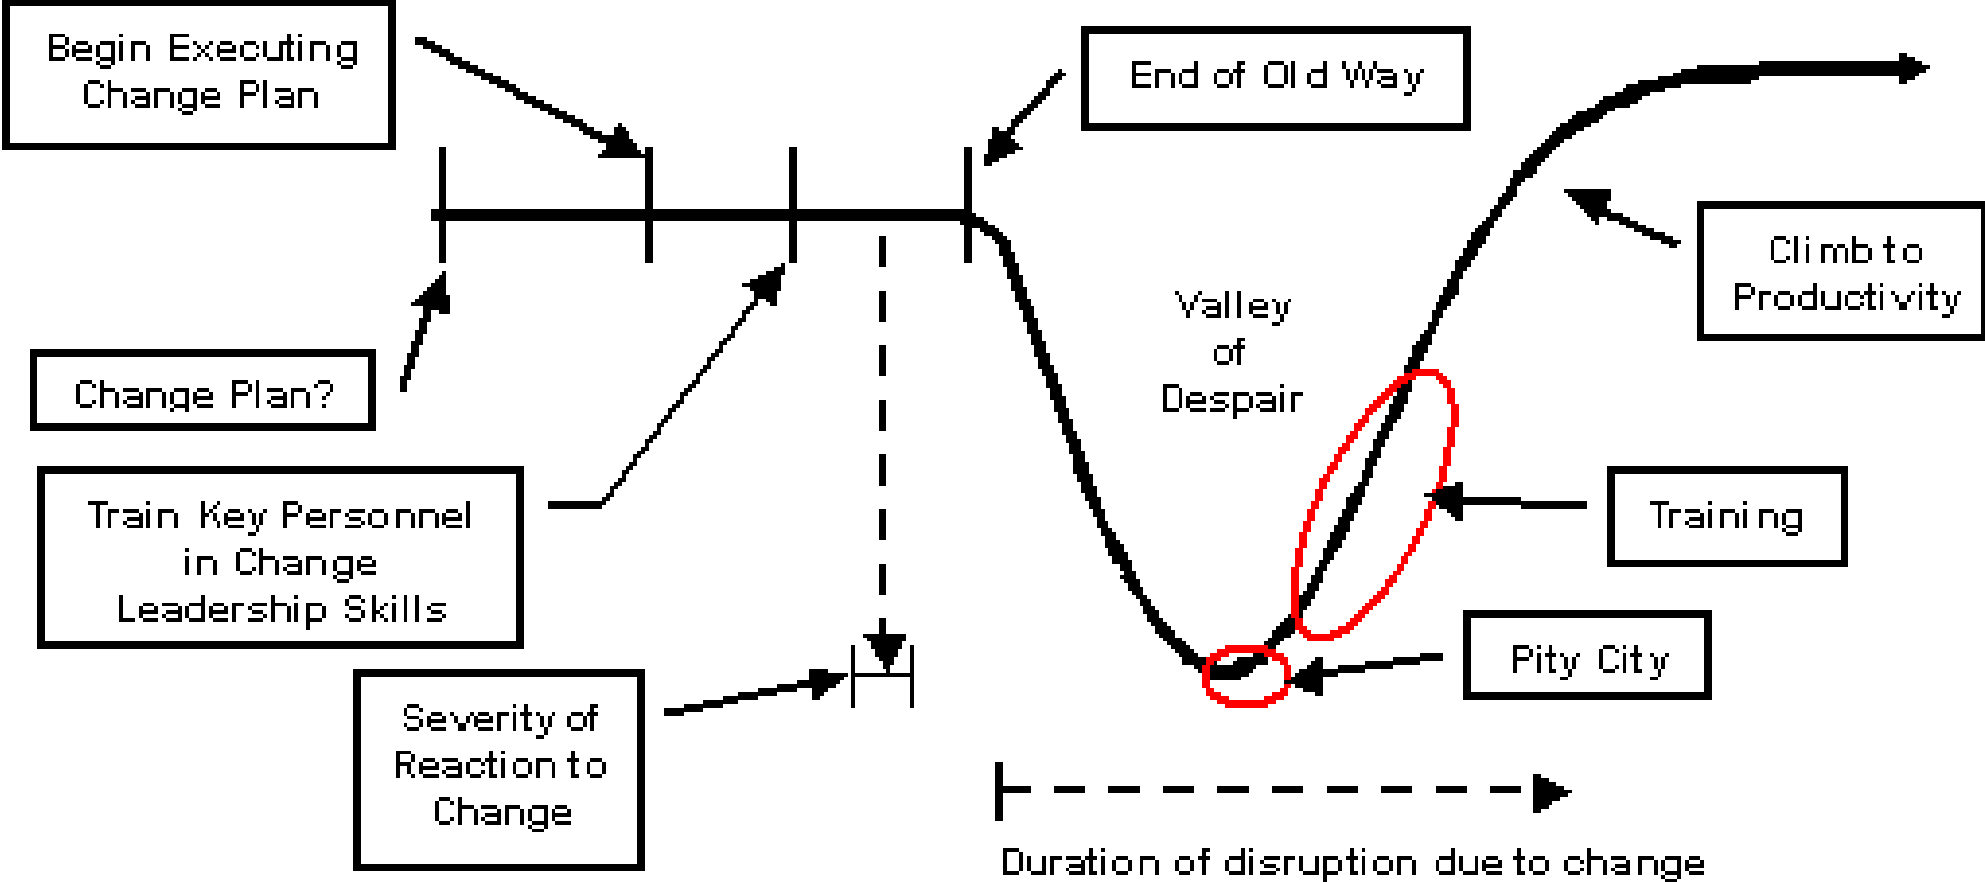 Begin Executing
Change Plan
End of Old Way
Climb to
Productivity
Valley
of
Despair
Change Plan?
Train Key Personnel
in Change
Leadership Skills
Training
Pity City
Severity of
Reaction to
Change
Duration of disruption due to change